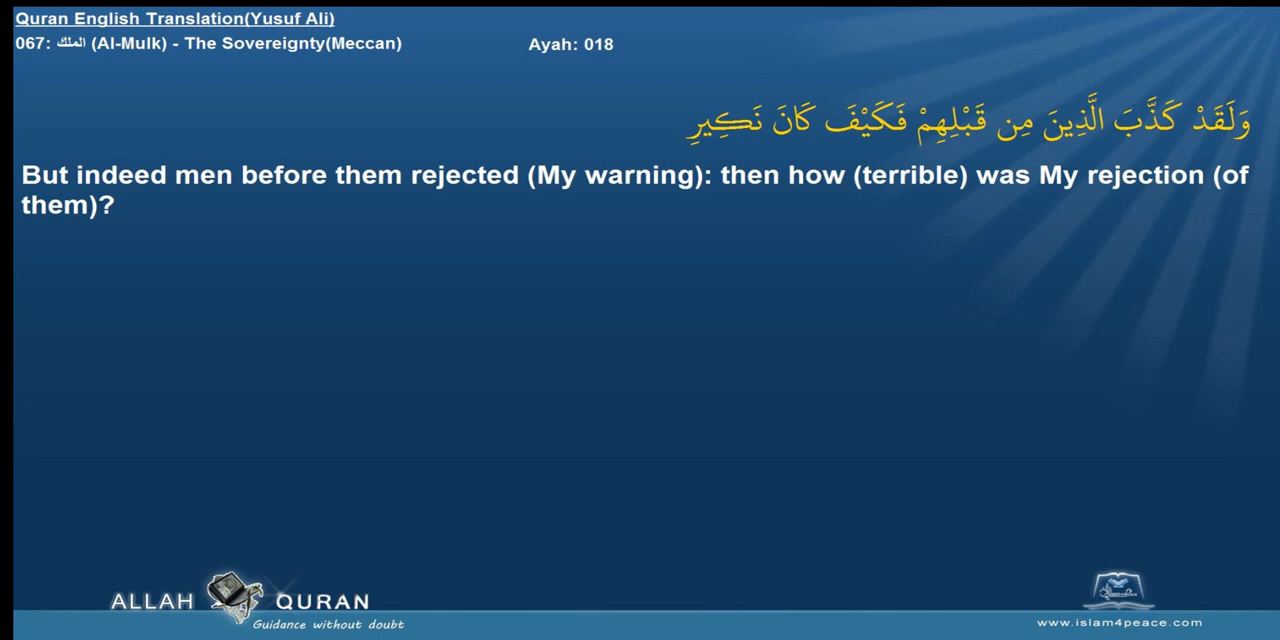 Quran English Translation(Yusuf Ali)
067: الملك (Al-Mulk) - The Sovereignty(Meccan) Ayah: 018
وَلَقَدْ كَذَّبَ الَّذِينَ مِن قَبْلِهِمْ فَكَيْفَ كَانَ نَكِيرِ
But indeed men before them rejected (My warning): then how (terrible) was My rejection (of
them)?
ALLAH QURAN
Guidance without doubt
www.islam4peace.com